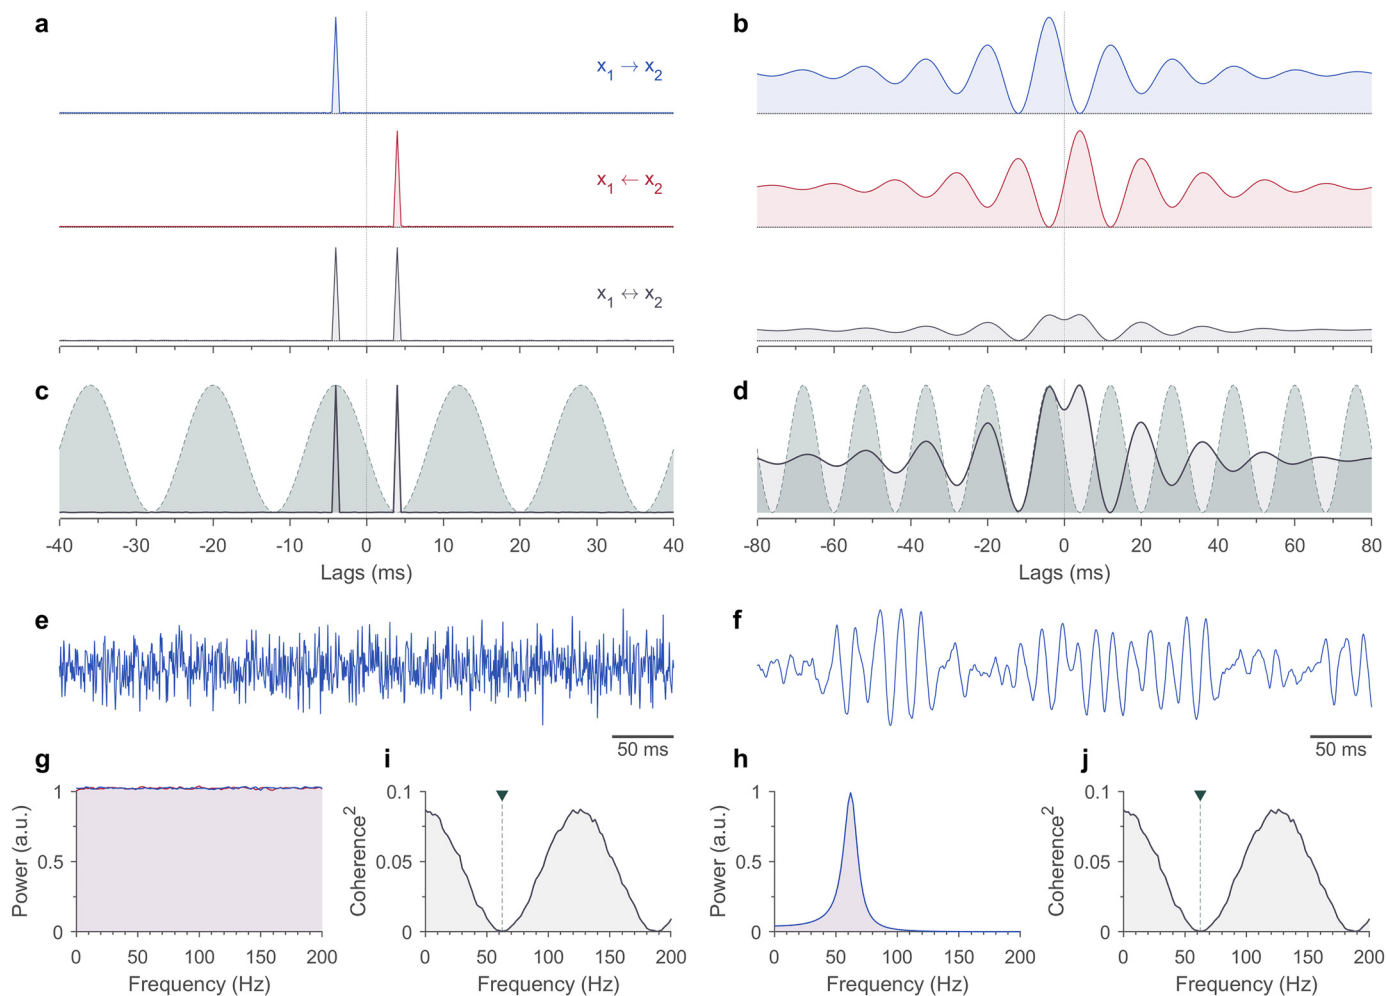 a
b
x1 → x2
x1 ← x2
x1 ↔ x2
c
d
-40 -30 -20 -10 0 10 20 30 40
-80 -60 -40 -20 0 20 40 60 80
Lags (ms)
Lags (ms)
e
f
50 ms
50 ms
g
i
h
j
1
0.5
0
Power (a.u.)
0 50 100 150 200
Frequency (Hz)
0.1
0.05
0
Coherence2
0 50 100 150 200
Frequency (Hz)
1
0.5
0
Power (a.u.)
0 50 100 150 200
Frequency (Hz)
0.1
0.05
0
Coherence2
0 50 100 150 200
Frequency (Hz)